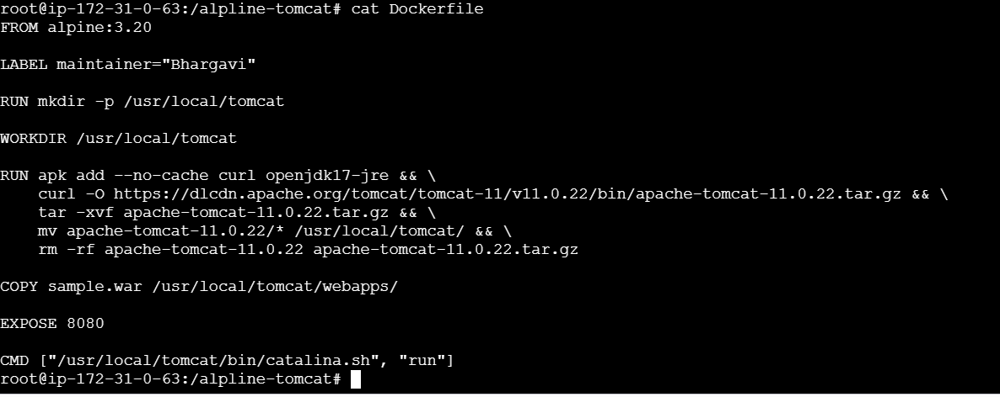 root@ip-172-31-0-63:/alpline-tomcat# cat Dockerfile
FROM alpine:3.20
LABEL maintainer="Bhargavi"
RUN mkdir -p /usr/local/tomcat
WORKDIR /usr/local/tomcat
RUN apk add --no-cache curl openjdk17-jre && \
    curl -O https://dlcdn.apache.org/tomcat/tomcat-11/v11.0.22/bin/apache-tomcat-11.0.22.tar.gz && \
    tar -xvf apache-tomcat-11.0.22.tar.gz && \
    mv apache-tomcat-11.0.22/* /usr/local/tomcat/ && \
    rm -rf apache-tomcat-11.0.22 apache-tomcat-11.0.22.tar.gz
COPY sample.war /usr/local/tomcat/webapps/
EXPOSE 8080
CMD ["/usr/local/tomcat/bin/catalina.sh", "run"]
root@ip-172-31-0-63:/alpline-tomcat#